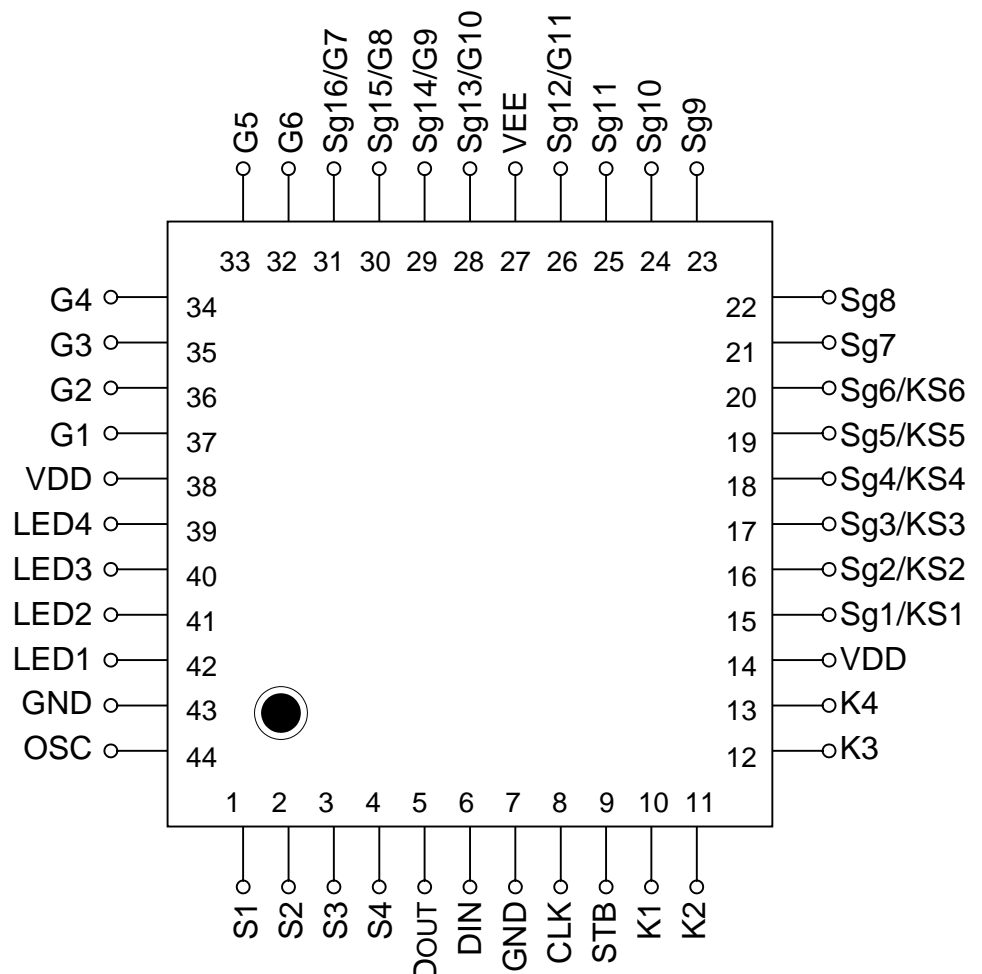 G5
G6
Sg16/G7
Sg15/G8
Sg14/G9
Sg13/G10
VEE
Sg12/G11
Sg11
Sg10
Sg9
33 32 31 30 29 28 27 26 25 24 23
G4 34 22 Sg8
G3 35 21 Sg7
G2 36 20 Sg6/KS6
G1 37 19 Sg5/KS5
VDD 38 18 Sg4/KS4
LED4 39 17 Sg3/KS3
LED3 40 16 Sg2/KS2
LED2 41 15 Sg1/KS1
LED1 42 14 VDD
GND 43 13 K4
OSC 44 12 K3
1 2 3 4 5 6 7 8 9 10 11
S1
S2
S3
S4
DOUT
DIN
GND
CLK
STB
K1
K2